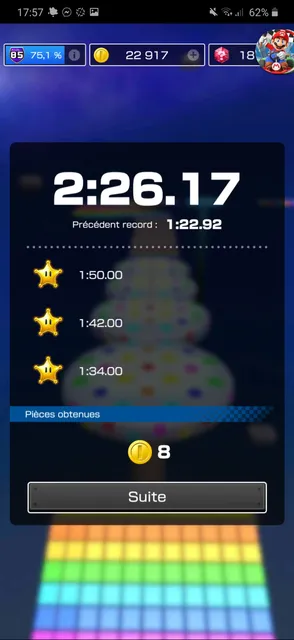 17:57 62%
85 75,1 % i 22 917 + 18
2:26.17
Précédent record : 1:22.92
1:50.00
1:42.00
1:34.00
Pièces obtenues
8
Suite